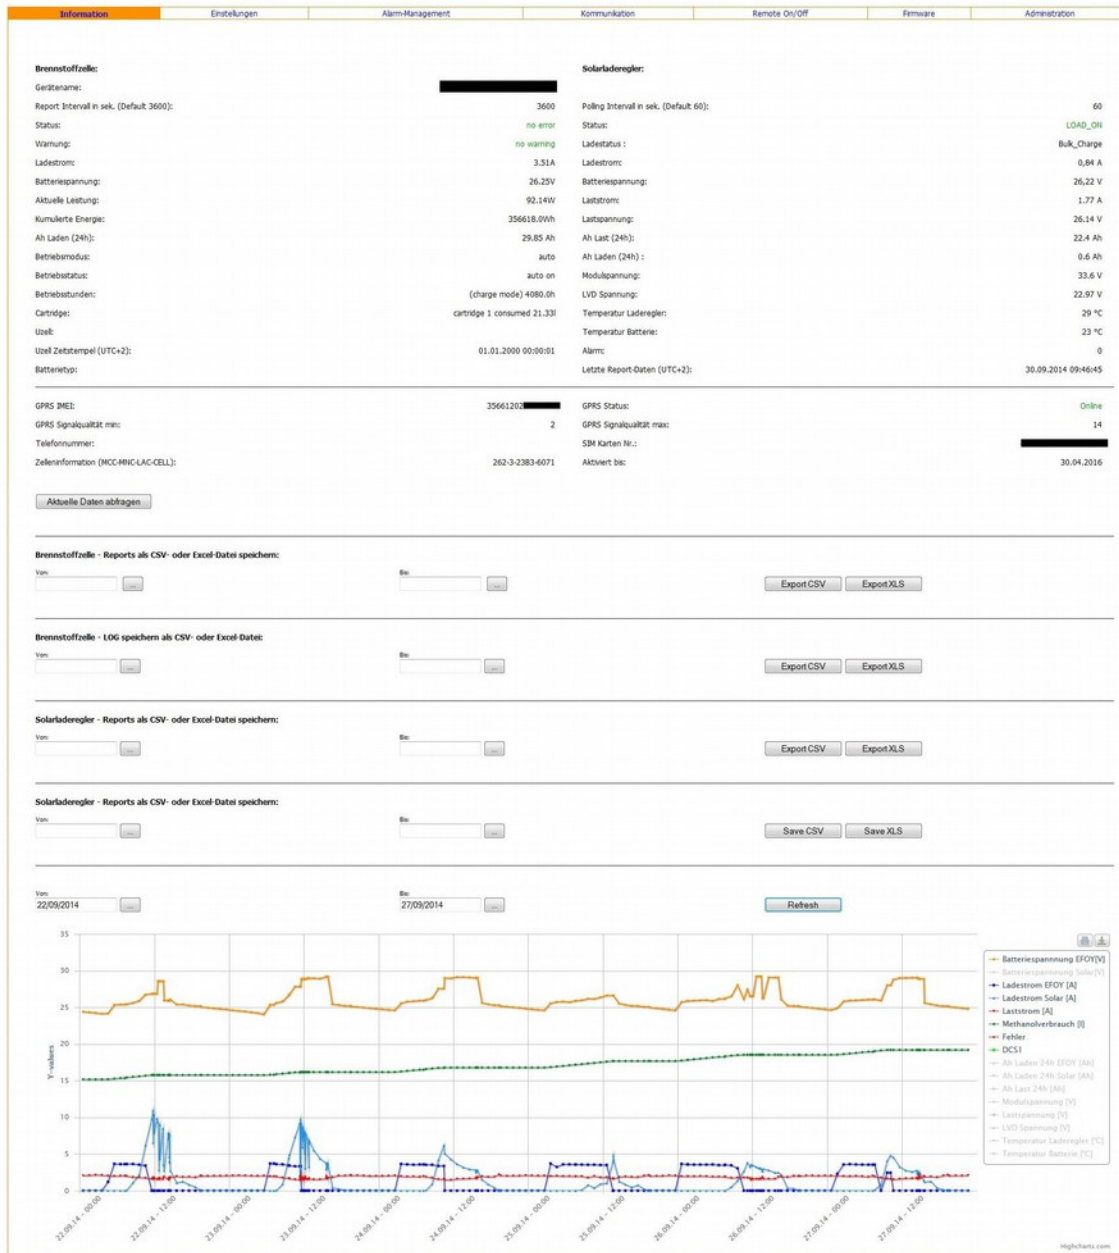 Information Einstellungen Alarm-Management Kommunikation Remote On/Off Firmware Administration
Brennstoffzelle: Solarladeregler:
Gerätename:
Report Intervall in sek. (Default 3600): 3600 Polling Intervall in sek. (Default 60): 60
Status: no error Status: LOAD_ON
Warnung: no warning Ladestatus : Bulk_Charge
Ladestrom: 3.51A Ladestrom: 0,84 A
Batteriespannung: 26.25V Batteriespannung: 26,22 V
Aktuelle Leistung: 92.14W Laststrom: 1.77 A
Kumulierte Energie: 356618.0Wh Lastspannung: 26.14 V
Ah Laden (24h): 29.85 Ah Ah Last (24h): 22.4 Ah
Betriebsmodus: auto Ah Laden (24h) : 0.6 Ah
Betriebsstatus: auto on Modulspannung: 33.6 V
Betriebsstunden: (charge mode) 4080.0h LVD Spannung: 22.97 V
Cartridge: cartridge 1 consumed 21.33l Temperatur Laderegler: 29 °C
Uzell: Temperatur Batterie: 23 °C
Uzell Zeitstempel (UTC+2): 01.01.2000 00:00:01 Alarm: 0
Batterietyp: Letzte Report-Daten (UTC+2): 30.09.2014 09:46:45
GPRS IMEI: 35661202 GPRS Status: Online
GPRS Signalqualität min: 2 GPRS Signalqualität max: 14
Telefonnummer: SIM Karten Nr.:
Zelleninformation (MCC-MNC-LAC-CELL): 262-3-2383-6071 Aktiviert bis: 30.04.2016
Aktuelle Daten abfragen
Brennstoffzelle - Reports als CSV- oder Excel-Datei speichern:
Von: Bis:
... ... Export CSV Export XLS
Brennstoffzelle - LOG speichern als CSV- oder Excel-Datei:
Von: Bis:
... ... Export CSV Export XLS
Solarladeregler - Reports als CSV- oder Excel-Datei speichern:
Von: Bis:
... ... Export CSV Export XLS
Solarladeregler - Reports als CSV- oder Excel-Datei speichern:
Von: Bis:
... ... Save CSV Save XLS
Von: Bis:
22/09/2014 ... 27/09/2014 ... Refresh
35
30
25
20
15
10
5
0
Y-values
Batteriespannnung EFOY[V]
Batteriespannung Solar[V]
Ladestrom EFOY [A]
Ladestrom Solar [A]
Laststrom [A]
Methanolverbrauch [l]
Fehler
DCS1
Ah Laden 24h EFOY [Ah]
Ah Laden 24h Solar [Ah]
Ah Last 24h [Ah]
Modulspannung [V]
Lastspannung [V]
LVD Spannung [V]
Temperatur Laderegler [°C]
Temperatur Batterie [°C]
22.09.14 - 00:00 22.09.14 - 12:00 23.09.14 - 00:00 23.09.14 - 12:00 24.09.14 - 00:00 24.09.14 - 12:00 25.09.14 - 00:00 25.09.14 - 12:00 26.09.14 - 00:00 26.09.14 - 12:00 27.09.14 - 00:00 27.09.14 - 12:00
Highcharts.com